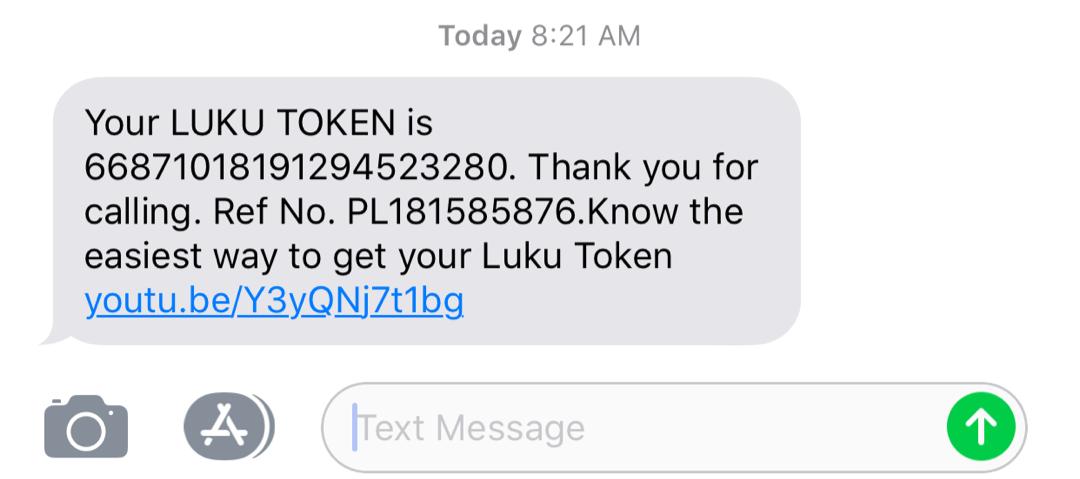 Today 8:21 AM
Your LUKU TOKEN is
66871018191294523280. Thank you for
calling. Ref No. PL181585876.Know the
easiest way to get your Luku Token
youtu.be/Y3yQNj7t1bg
Text Message